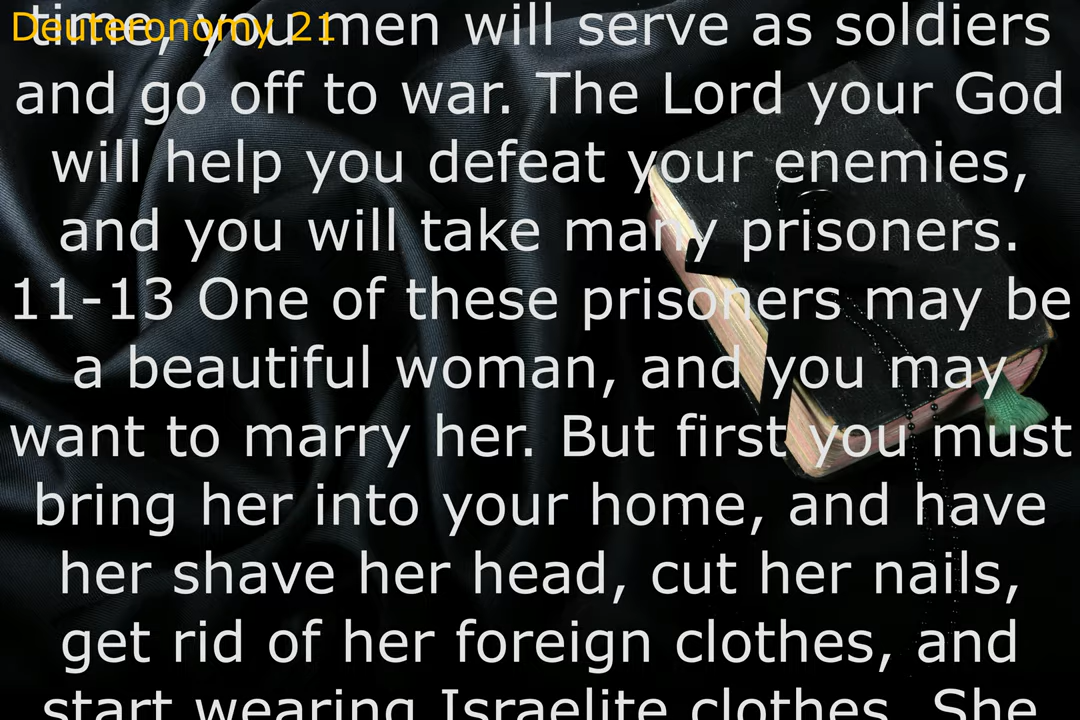 Deuteronomy 21
time, you men will serve as soldiers
and go off to war. The Lord your God
will help you defeat your enemies,
and you will take many prisoners.
11-13 One of these prisoners may be
a beautiful woman, and you may
want to marry her. But first you must
bring her into your home, and have
her shave her head, cut her nails,
get rid of her foreign clothes, and
start wearing Israelite clothes. She